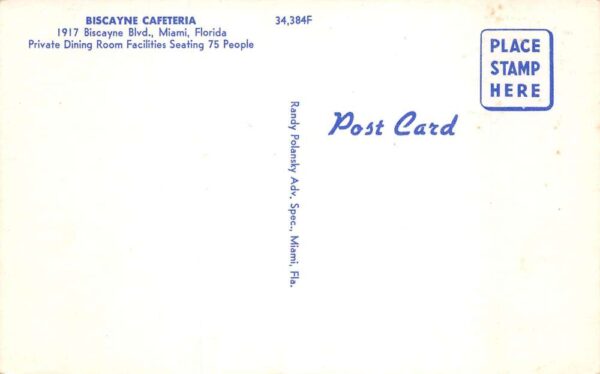 BISCAYNE CAFETERIA
1917 Biscayne Blvd., Miami, Florida
Private Dining Room Facilities Seating 75 People
34,384F
PLACE
STAMP
HERE
Post Card
Randy Polansky Adv. Spec., Miami, Fla.